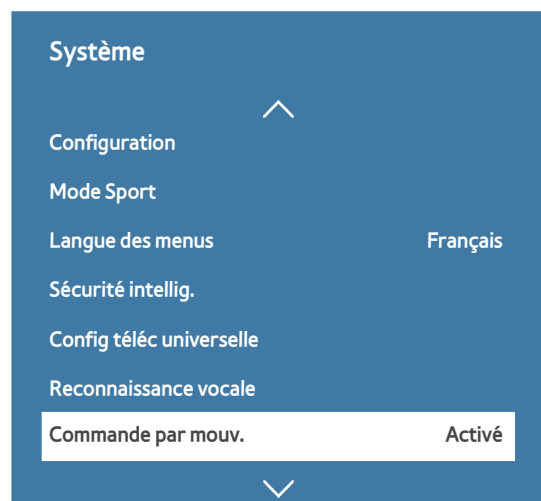 Système
Configuration
Mode Sport
Langue des menus Français
Sécurité intellig.
Config téléc universelle
Reconnaissance vocale
Commande par mouv. Activé